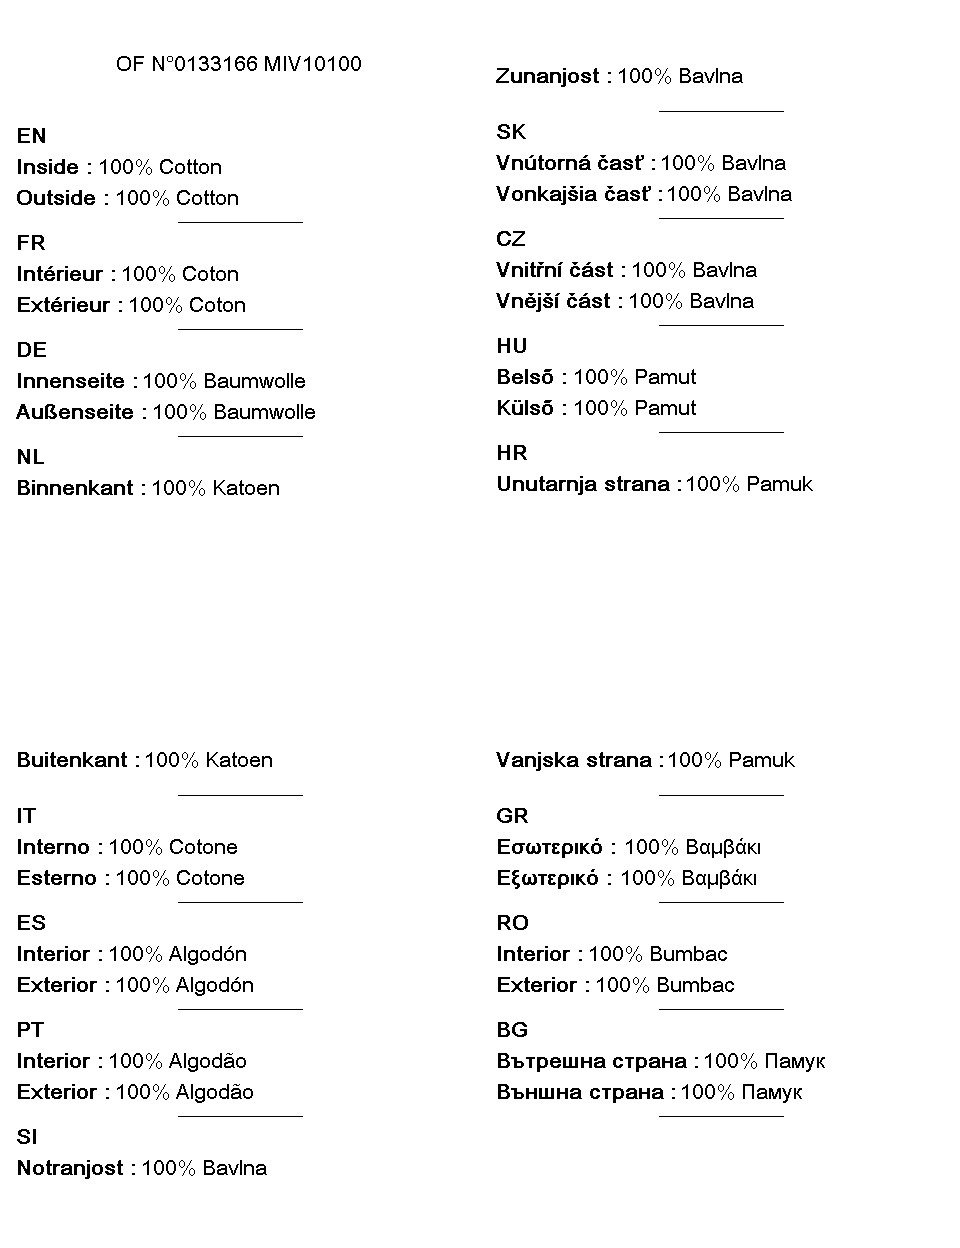 OF N°0133166 MIV10100
EN
Inside : 100% Cotton
Outside : 100% Cotton
FR
Intérieur : 100% Coton
Extérieur : 100% Coton
DE
Innenseite : 100% Baumwolle
Außenseite : 100% Baumwolle
NL
Binnenkant : 100% Katoen
Buitenkant : 100% Katoen
IT
Interno : 100% Cotone
Esterno : 100% Cotone
ES
Interior : 100% Algodón
Exterior : 100% Algodón
PT
Interior : 100% Algodão
Exterior : 100% Algodão
SI
Notranjost : 100% Bavlna
Zunanjost : 100% Bavlna
SK
Vnútorná časť : 100% Bavlna
Vonkajšia časť : 100% Bavlna
CZ
Vnitřní část : 100% Bavlna
Vnější část : 100% Bavlna
HU
Belső : 100% Pamut
Külső : 100% Pamut
HR
Unutarnja strana : 100% Pamuk
Vanjska strana : 100% Pamuk
GR
Εσωτερικό : 100% Βαμβάκι
Εξωτερικό : 100% Βαμβάκι
RO
Interior : 100% Bumbac
Exterior : 100% Bumbac
BG
Вътрешна страна : 100% Памук
Външна страна : 100% Памук